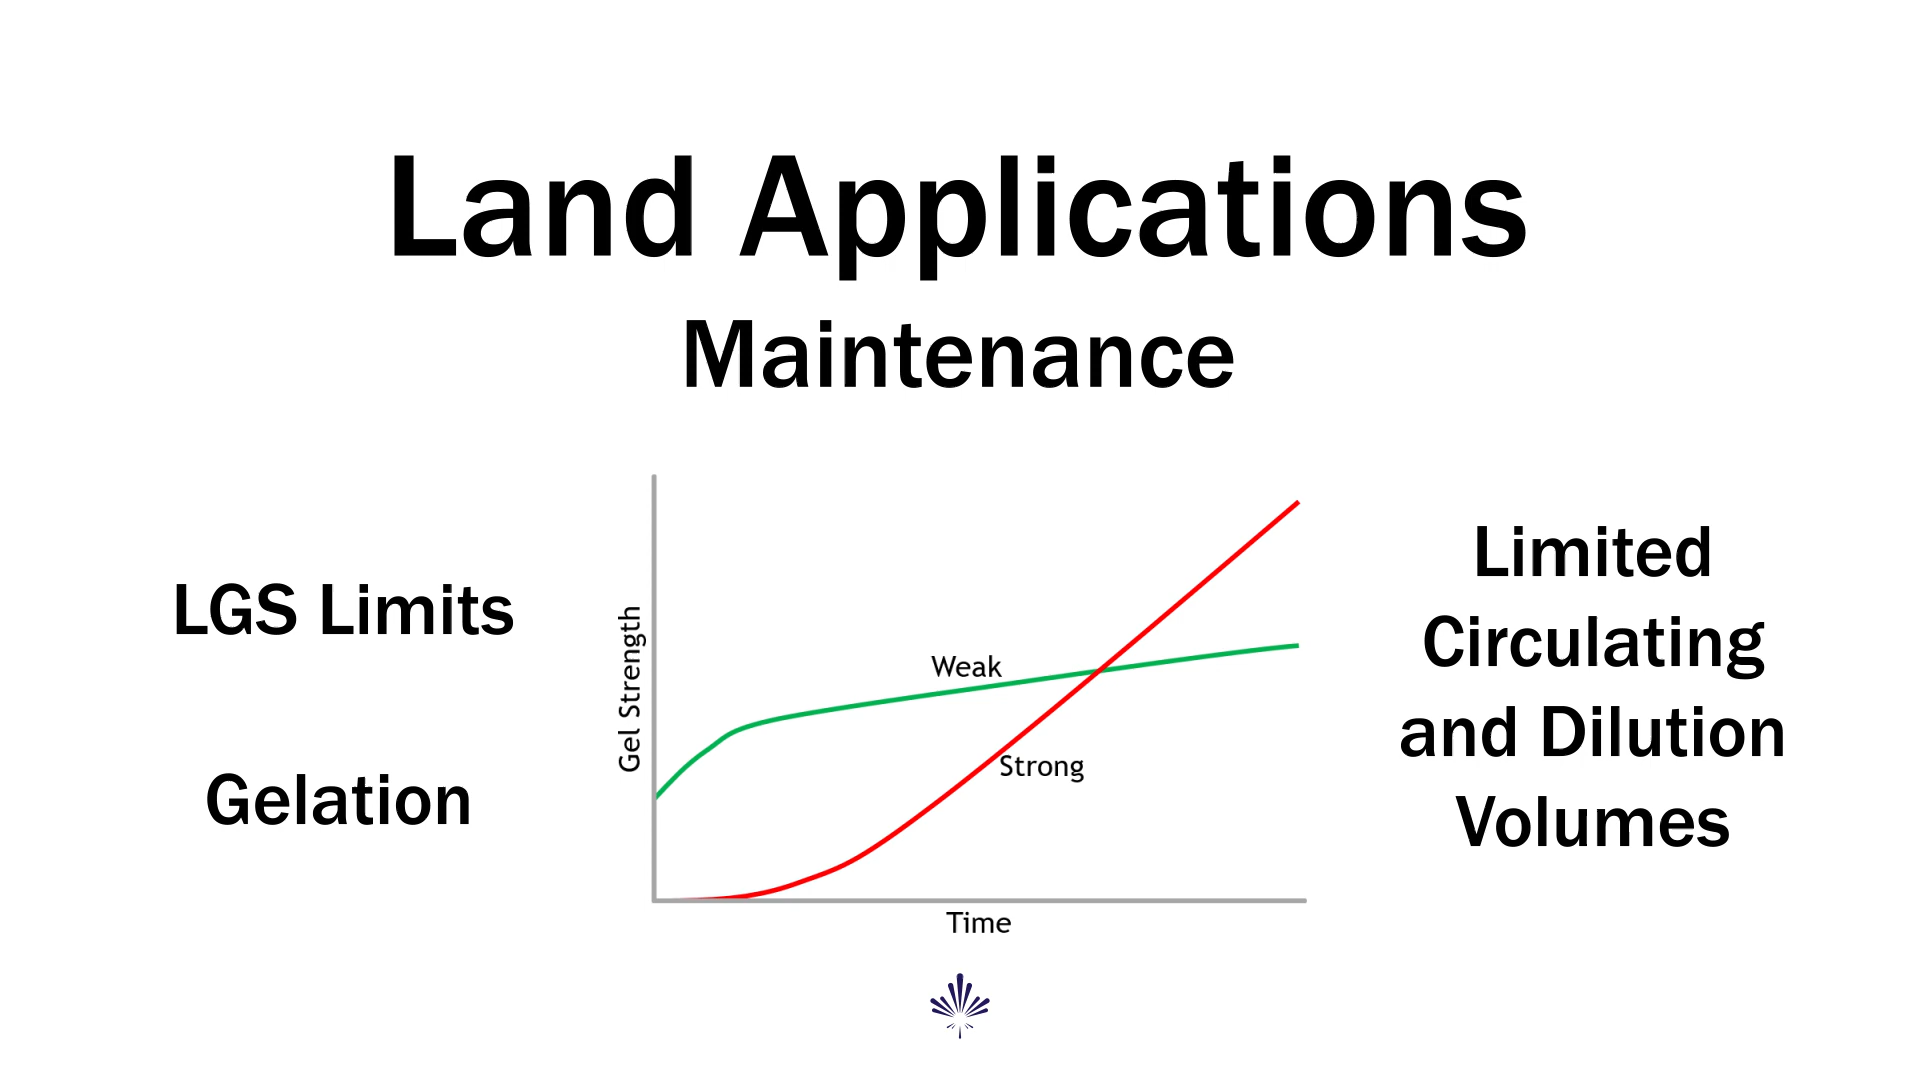 Land Applications
Maintenance
LGS Limits
Gelation
Gel Strength
Weak
Strong
Time
Limited
Circulating
and Dilution
Volumes